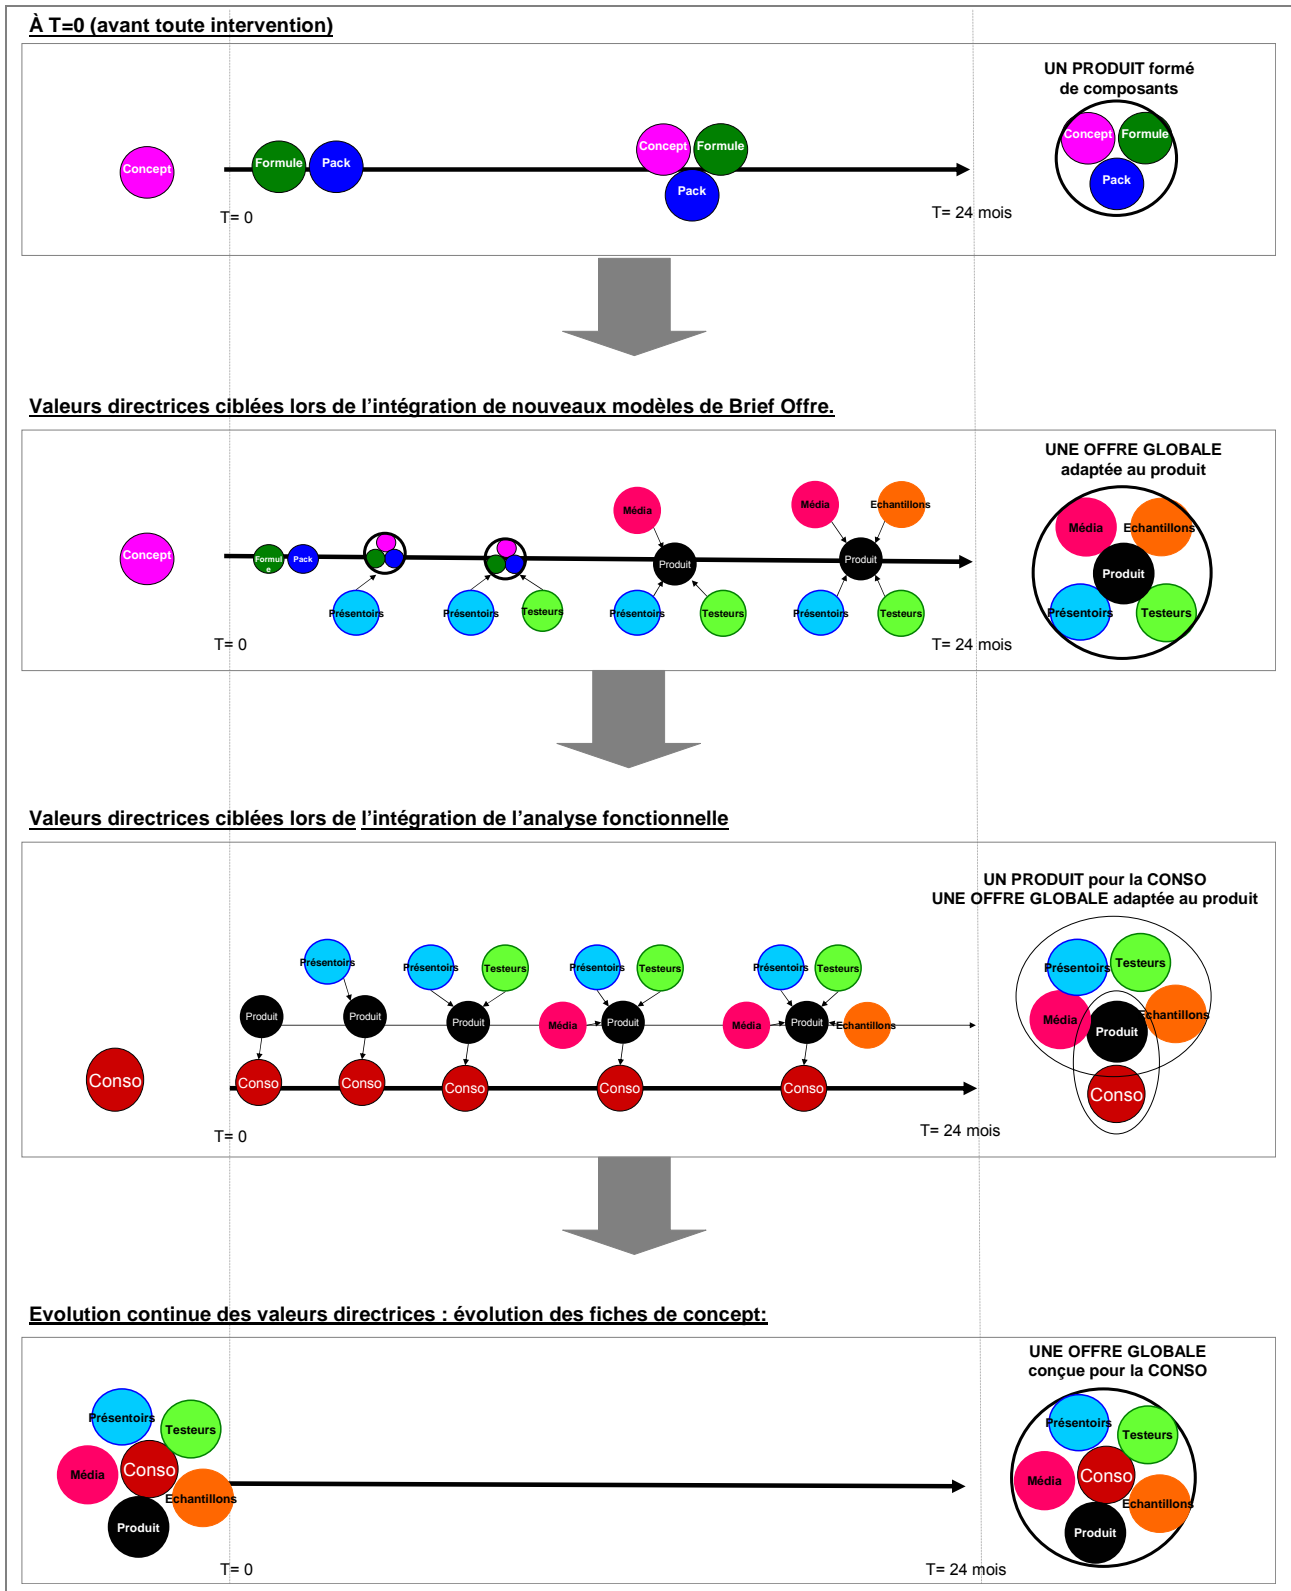 À T=0 (avant toute intervention)
UN PRODUIT formé
de composants
Concept
Formule
Pack
Concept
Formule
Pack
Concept
Formule
Pack
T= 0
T= 24 mois
Valeurs directrices ciblées lors de l'intégration de nouveaux modèles de Brief Offre.
UNE OFFRE GLOBALE
adaptée au produit
Média
Média
Echantillons
Média
Echantillons
Concept
Formul
e
Pack
Produit
Produit
Produit
Présentoirs
Présentoirs
Testeurs
Présentoirs
Testeurs
Présentoirs
Testeurs
Présentoirs
Testeurs
T= 0
T= 24 mois
Valeurs directrices ciblées lors de l'intégration de l'analyse fonctionnelle
UN PRODUIT pour la CONSO
UNE OFFRE GLOBALE adaptée au produit
Présentoirs
Présentoirs
Testeurs
Présentoirs
Testeurs
Présentoirs
Testeurs
Présentoirs
Testeurs
Produit
Produit
Produit
Média
Produit
Média
Produit
Echantillons
Média
Produit
Echantillons
Conso
Conso
Conso
Conso
Conso
Conso
Conso
T= 0
T= 24 mois
Evolution continue des valeurs directrices : évolution des fiches de concept:
UNE OFFRE GLOBALE
conçue pour la CONSO
Présentoirs
Testeurs
Média
Conso
Echantillons
Produit
Présentoirs
Testeurs
Média
Conso
Echantillons
Produit
T= 0
T= 24 mois